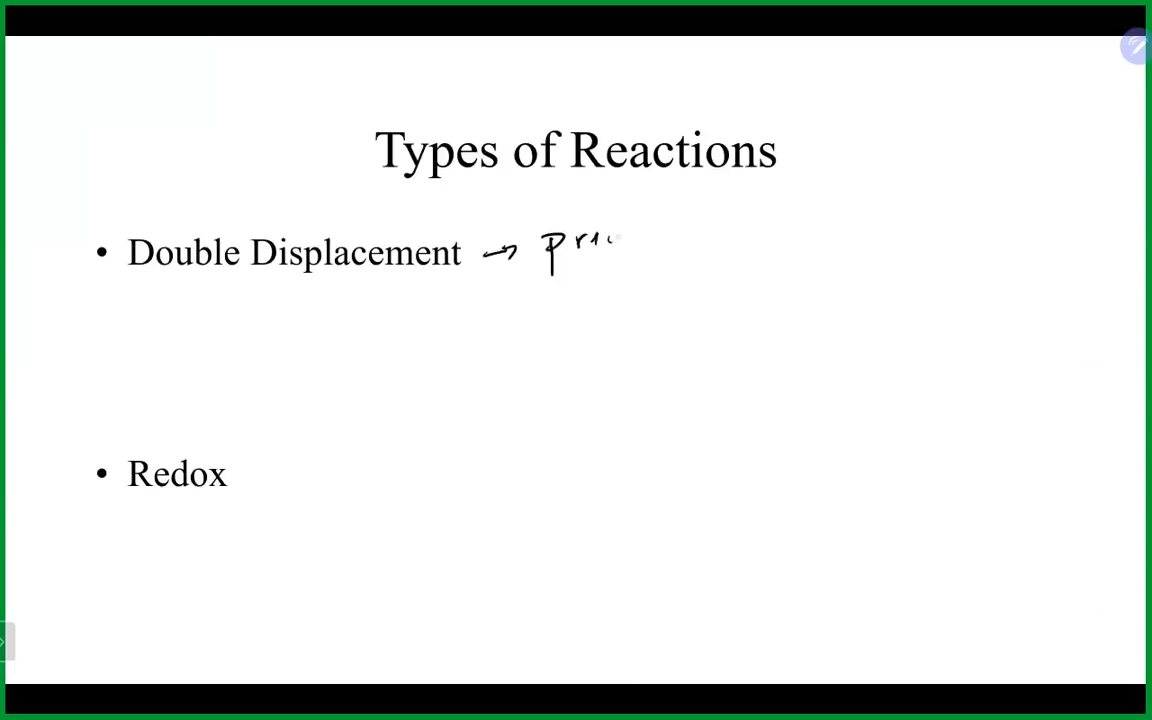 Types of Reactions
• Double Displacement →
• Redox